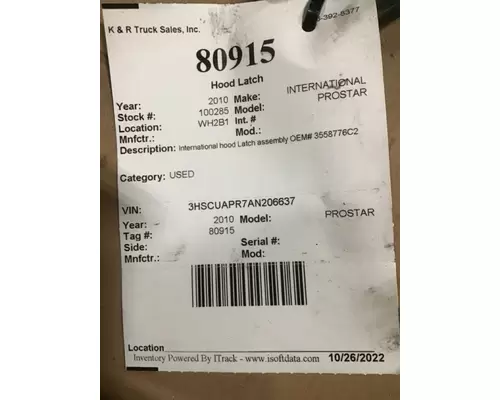 K & R Truck Sales, Inc. -392-8377
80915
Hood Latch
Year: 2010 Make: INTERNATIONAL
Stock #: 100285 Model: PROSTAR
Location: WH2B1 Int. #
Mnfctr.: Mod.:
Description: International hood Latch assembly OEM# 3558776C2
Category: USED
VIN: 3HSCUAPR7AN206637
Year: 2010 Model: PROSTAR
Tag #: 80915
Side: Serial #:
Mnfctr.: Mod:
Location
Inventory Powered By ITrack - www.isoftdata.com 10/26/2022